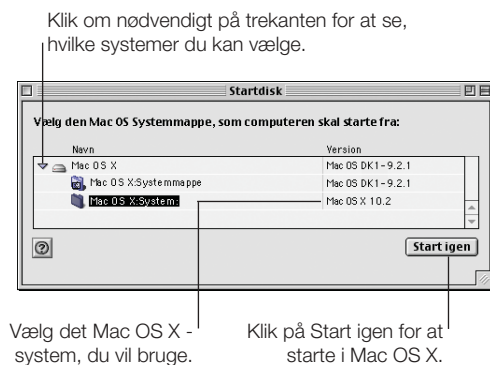 Klik om nødvendigt på trekanten for at se,
hvilke systemer du kan vælge.
Startdisk
Vælg den Mac OS Systemmappe, som computeren skal starte fra:
Navn Version
Mac OS X Mac OS DK1-9.2.1
Mac OS X:Systemmappe Mac OS DK1-9.2.1
Mac OS X:System: Mac OS X 10.2
? Start igen
Vælg det Mac OS X -
system, du vil bruge.
Klik på Start igen for at
starte i Mac OS X.